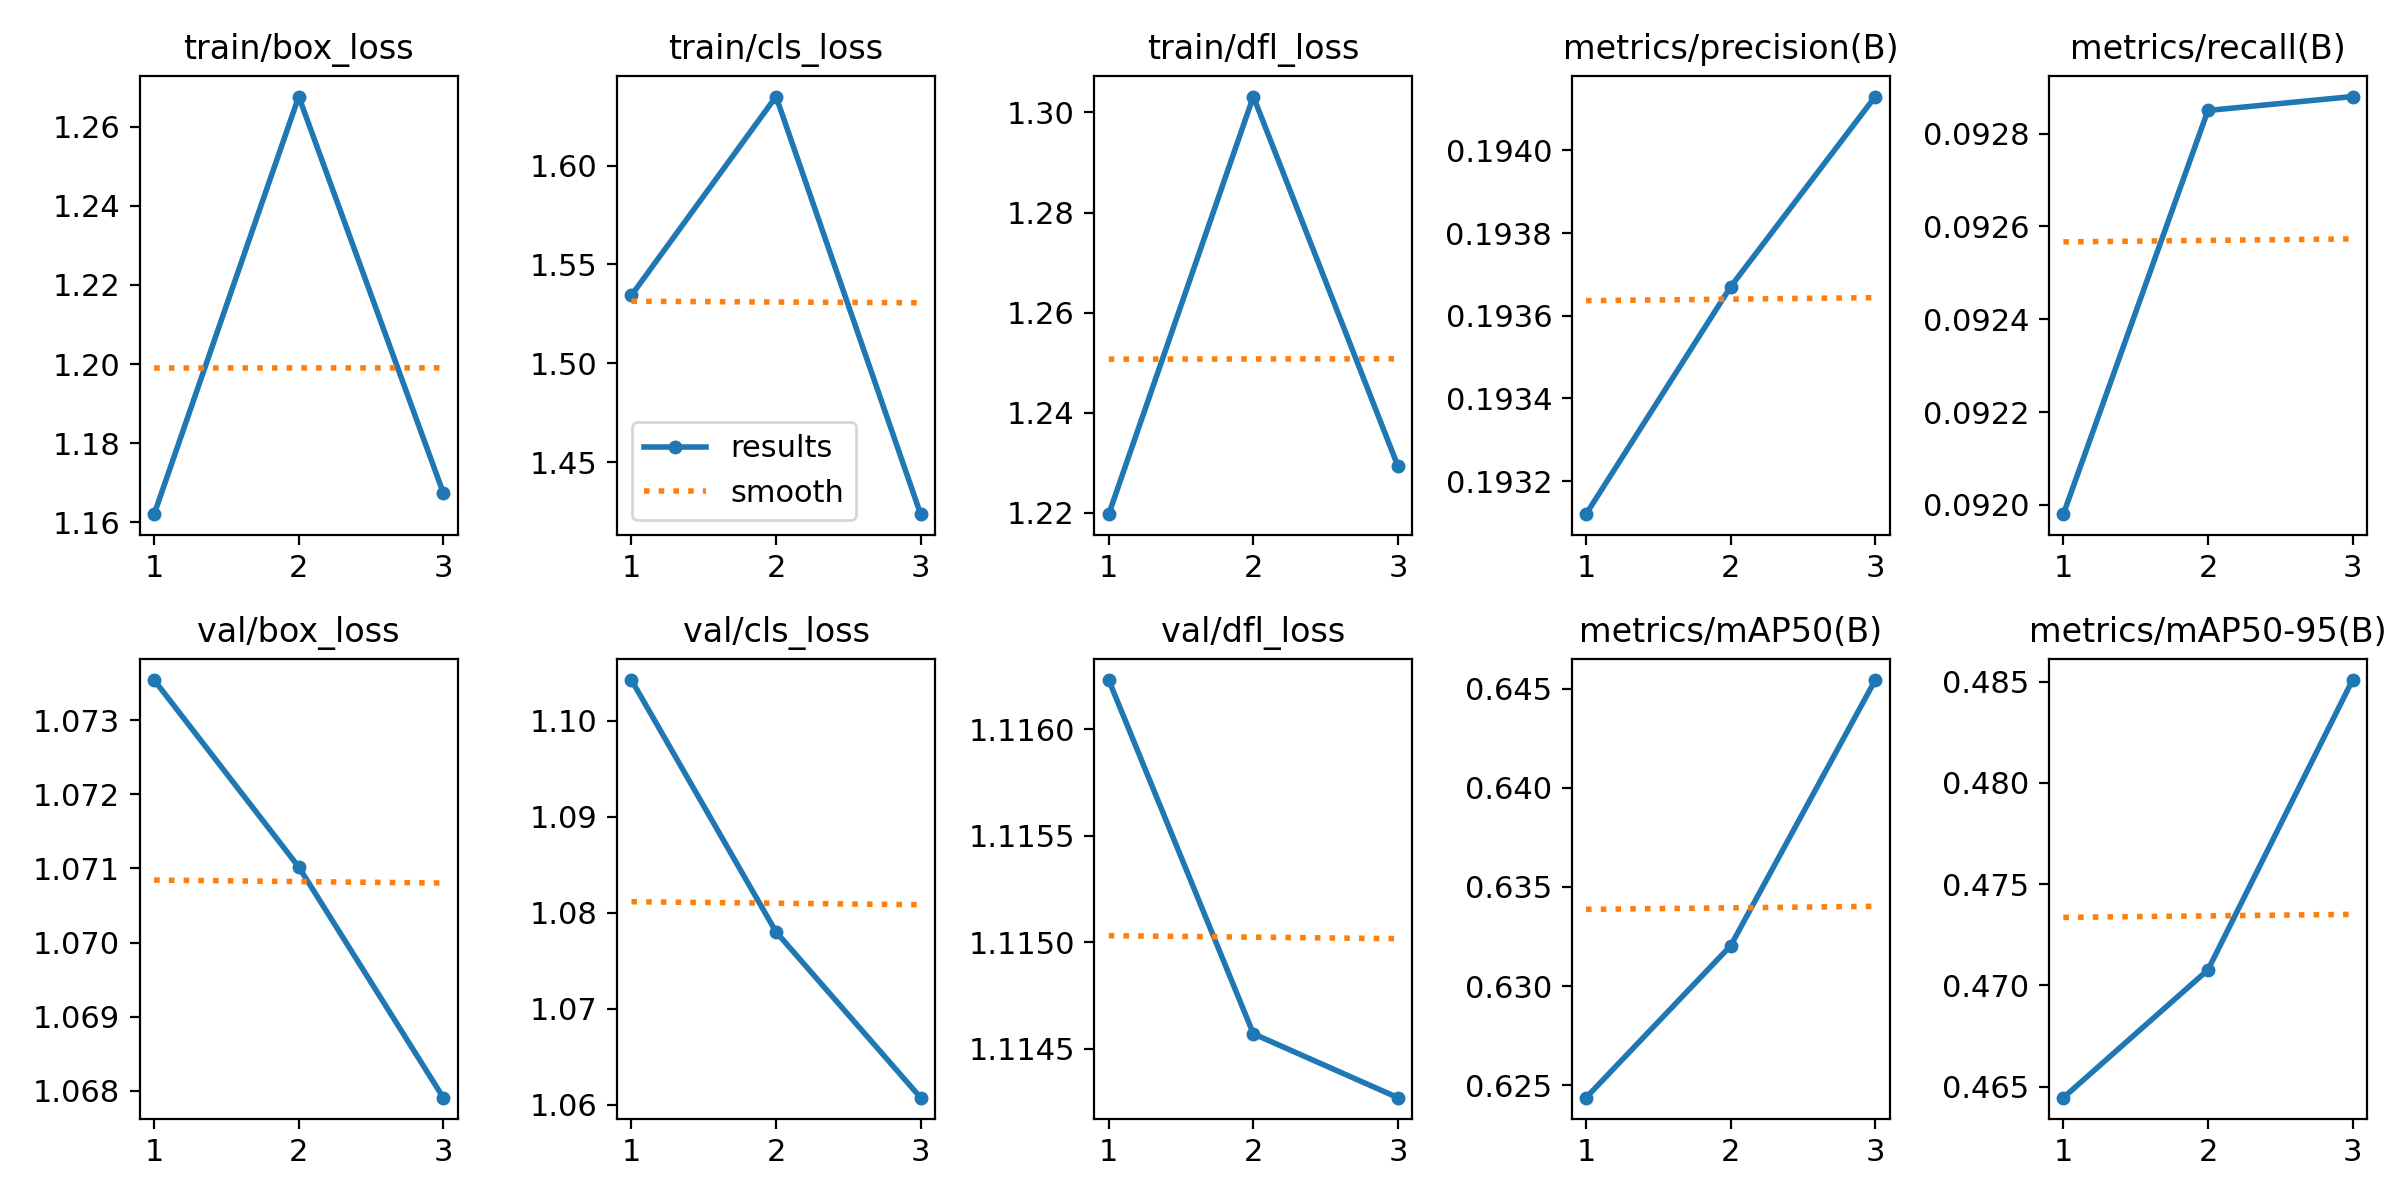 train/box_loss
1.26
1.24
1.22
1.20
1.18
1.16
1 2 3
train/cls_loss
1.60
1.55
1.50
1.45
results
smooth
1 2 3
train/dfl_loss
1.30
1.28
1.26
1.24
1.22
1 2 3
metrics/precision(B)
0.1940
0.1938
0.1936
0.1934
0.1932
1 2 3
metrics/recall(B)
0.0928
0.0926
0.0924
0.0922
0.0920
1 2 3
val/box_loss
1.073
1.072
1.071
1.070
1.069
1.068
1 2 3
val/cls_loss
1.10
1.09
1.08
1.07
1.06
1 2 3
val/dfl_loss
1.1160
1.1155
1.1150
1.1145
1 2 3
metrics/mAP50(B)
0.645
0.640
0.635
0.630
0.625
1 2 3
metrics/mAP50-95(B)
0.485
0.480
0.475
0.470
0.465
1 2 3